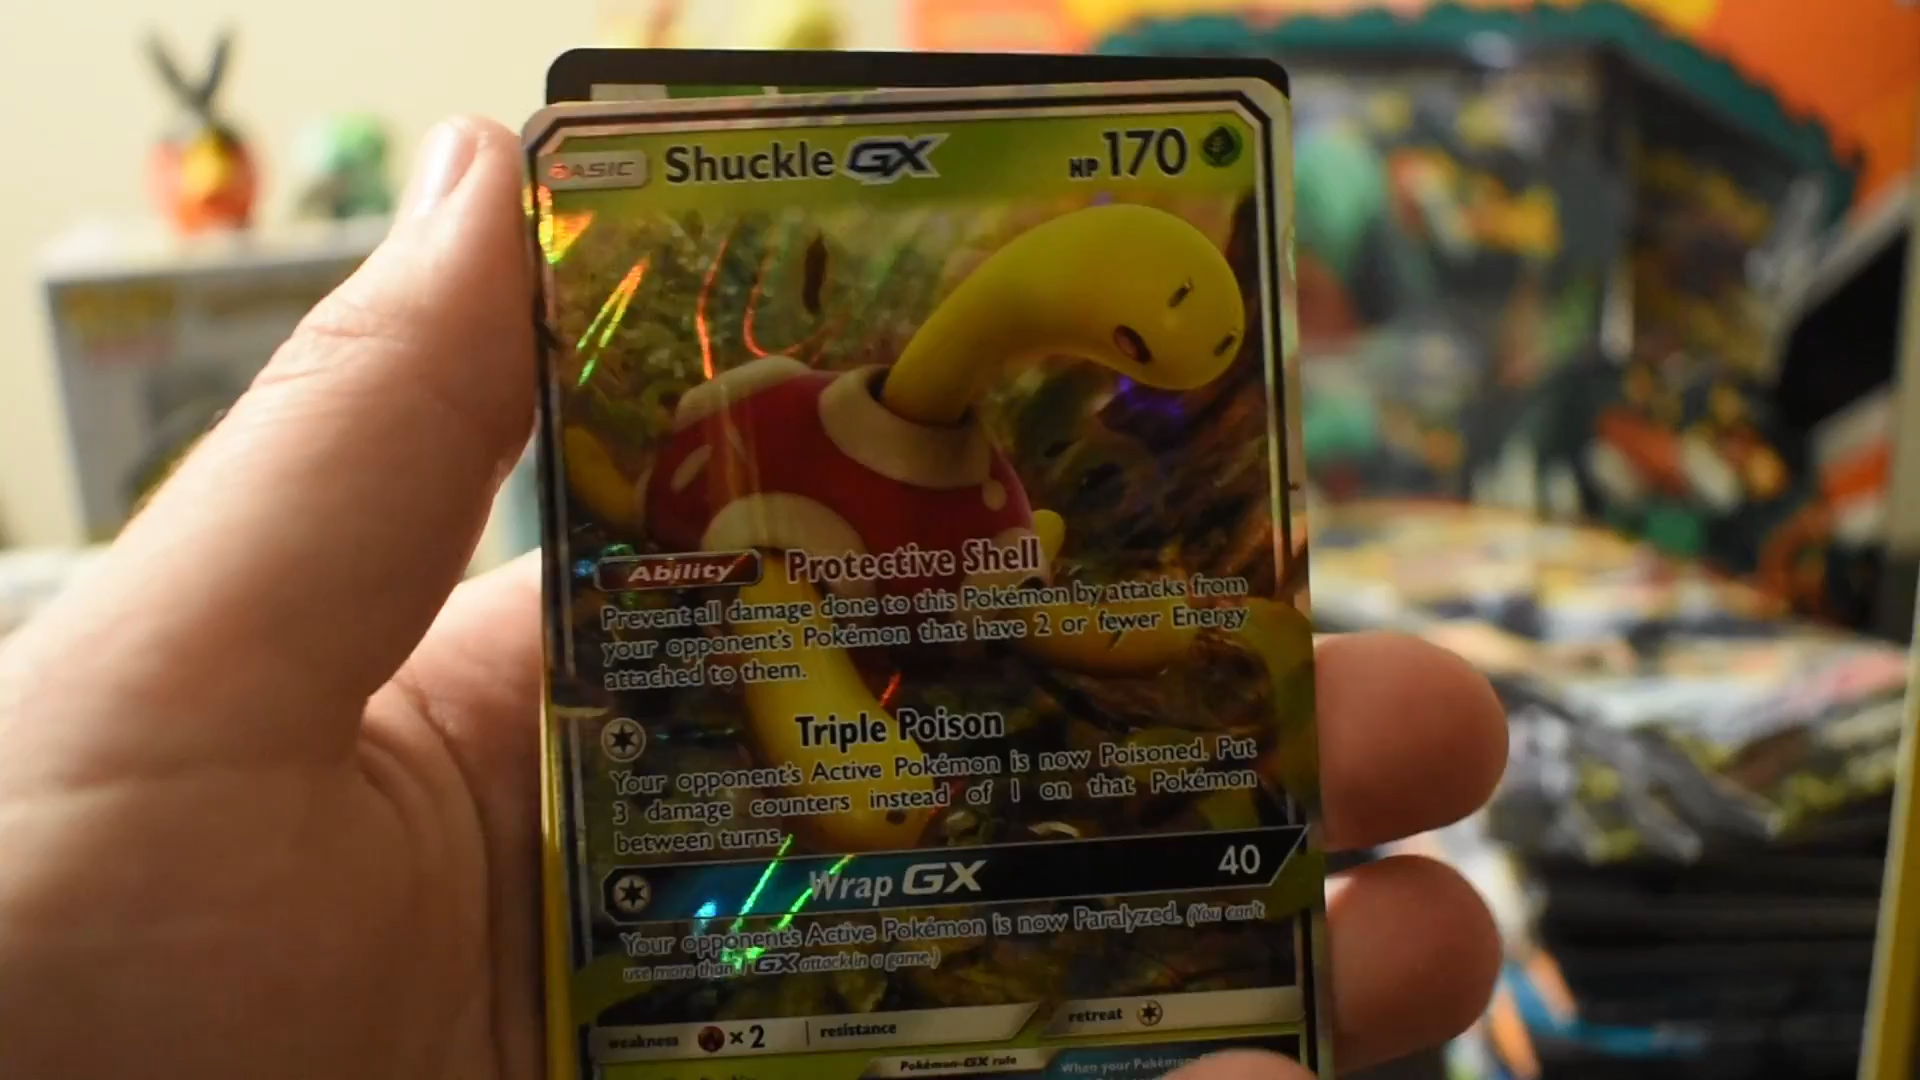 BASIC Shuckle GX HP 170
Ability Protective Shell
Prevent all damage done to this Pokémon by attacks from
your opponent's Pokémon that have 2 or fewer Energy
attached to them.
Triple Poison
Your opponent's Active Pokémon is now Poisoned. Put
3 damage counters instead of 1 on that Pokémon
between turns.
Wrap GX 40
Your opponent's Active Pokémon is now Paralyzed. (You can't
use more than 1 GX attack in a game.)
weakness ×2 resistance retreat
Pokémon-GX rule When your Pokémon